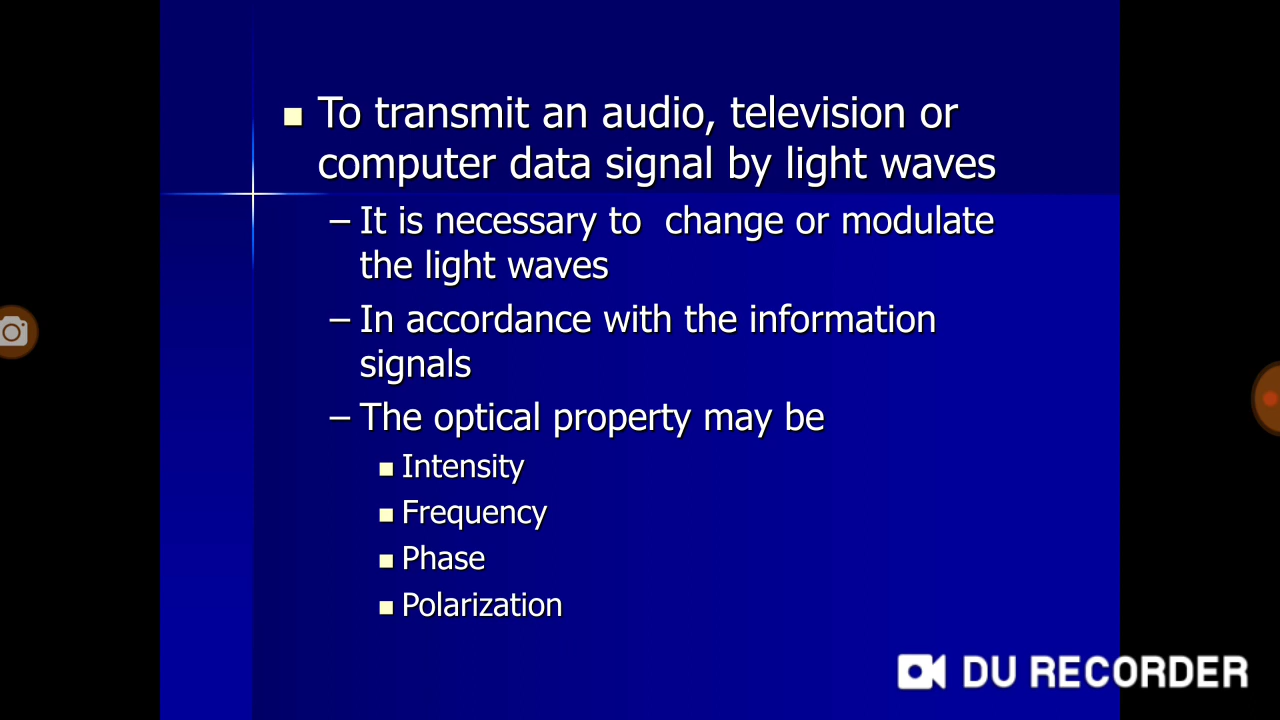 To transmit an audio, television or
computer data signal by light waves
– It is necessary to  change or modulate
the light waves
– In accordance with the information
signals
– The optical property may be
Intensity
Frequency
Phase
Polarization
DU RECORDER